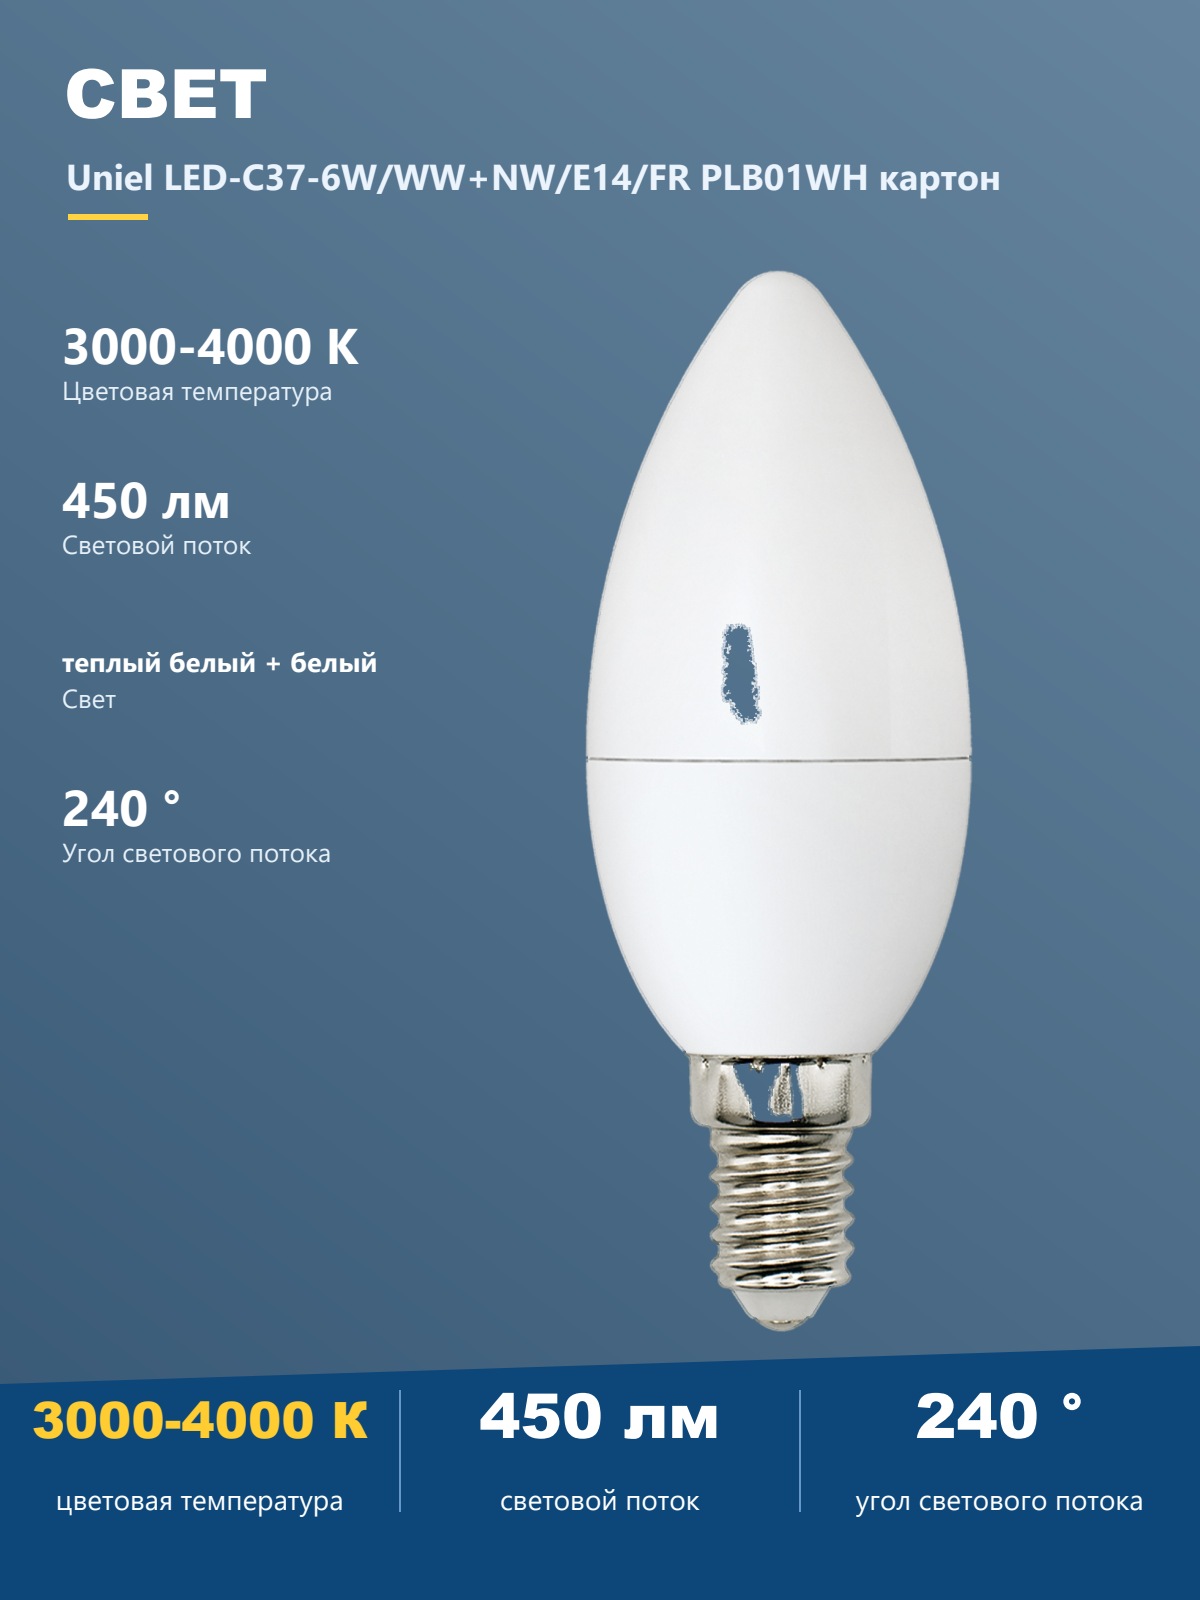 СВЕТ
Uniel LED-C37-6W/WW+NW/E14/FR PLB01WH картон
3000-4000 К
Цветовая температура
450 лм
Световой поток
теплый белый + белый
Свет
240 °
Угол светового потока
3000-4000 К
цветовая температура
450 лм
световой поток
240 °
угол светового потока